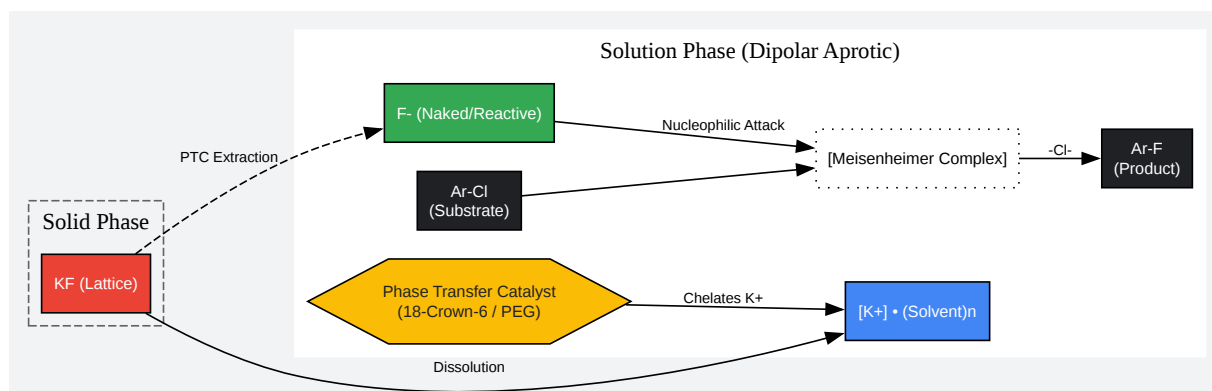 Solution Phase (Dipolar Aprotic)
F- (Naked/Reactive)
Nucleophilic Attack
PTC Extraction
[Meisenheimer Complex]
-Cl-
Ar-F
(Product)
Ar-Cl
(Substrate)
Solid Phase
KF (Lattice)
Phase Transfer Catalyst
(18-Crown-6 / PEG)
Chelates K+
[K+] • (Solvent)n
Dissolution